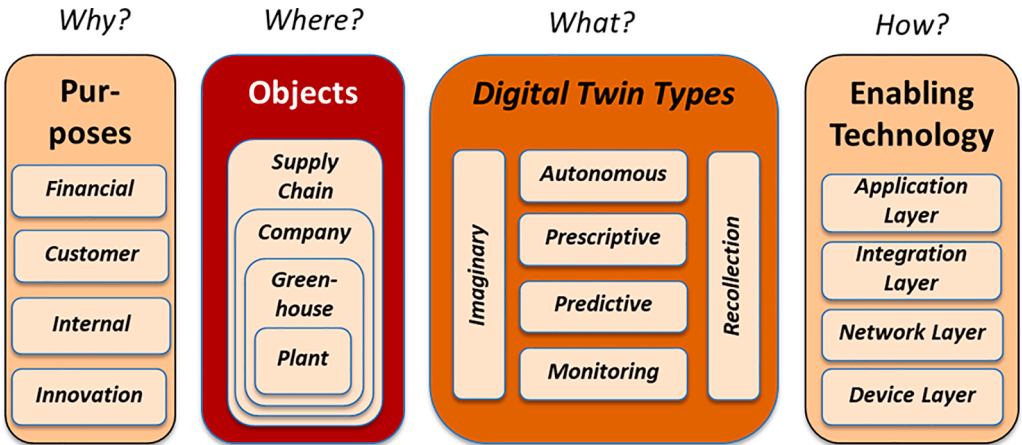 Why?
Where?
What?
How?
Pur-
poses
Financial
Customer
Internal
Innovation
Objects
Supply
Chain
Company
Green-
house
Plant
Digital Twin Types
Imaginary
Autonomous
Prescriptive
Predictive
Monitoring
Recollection
Enabling
Technology
Application
Layer
Integration
Layer
Network Layer
Device Layer